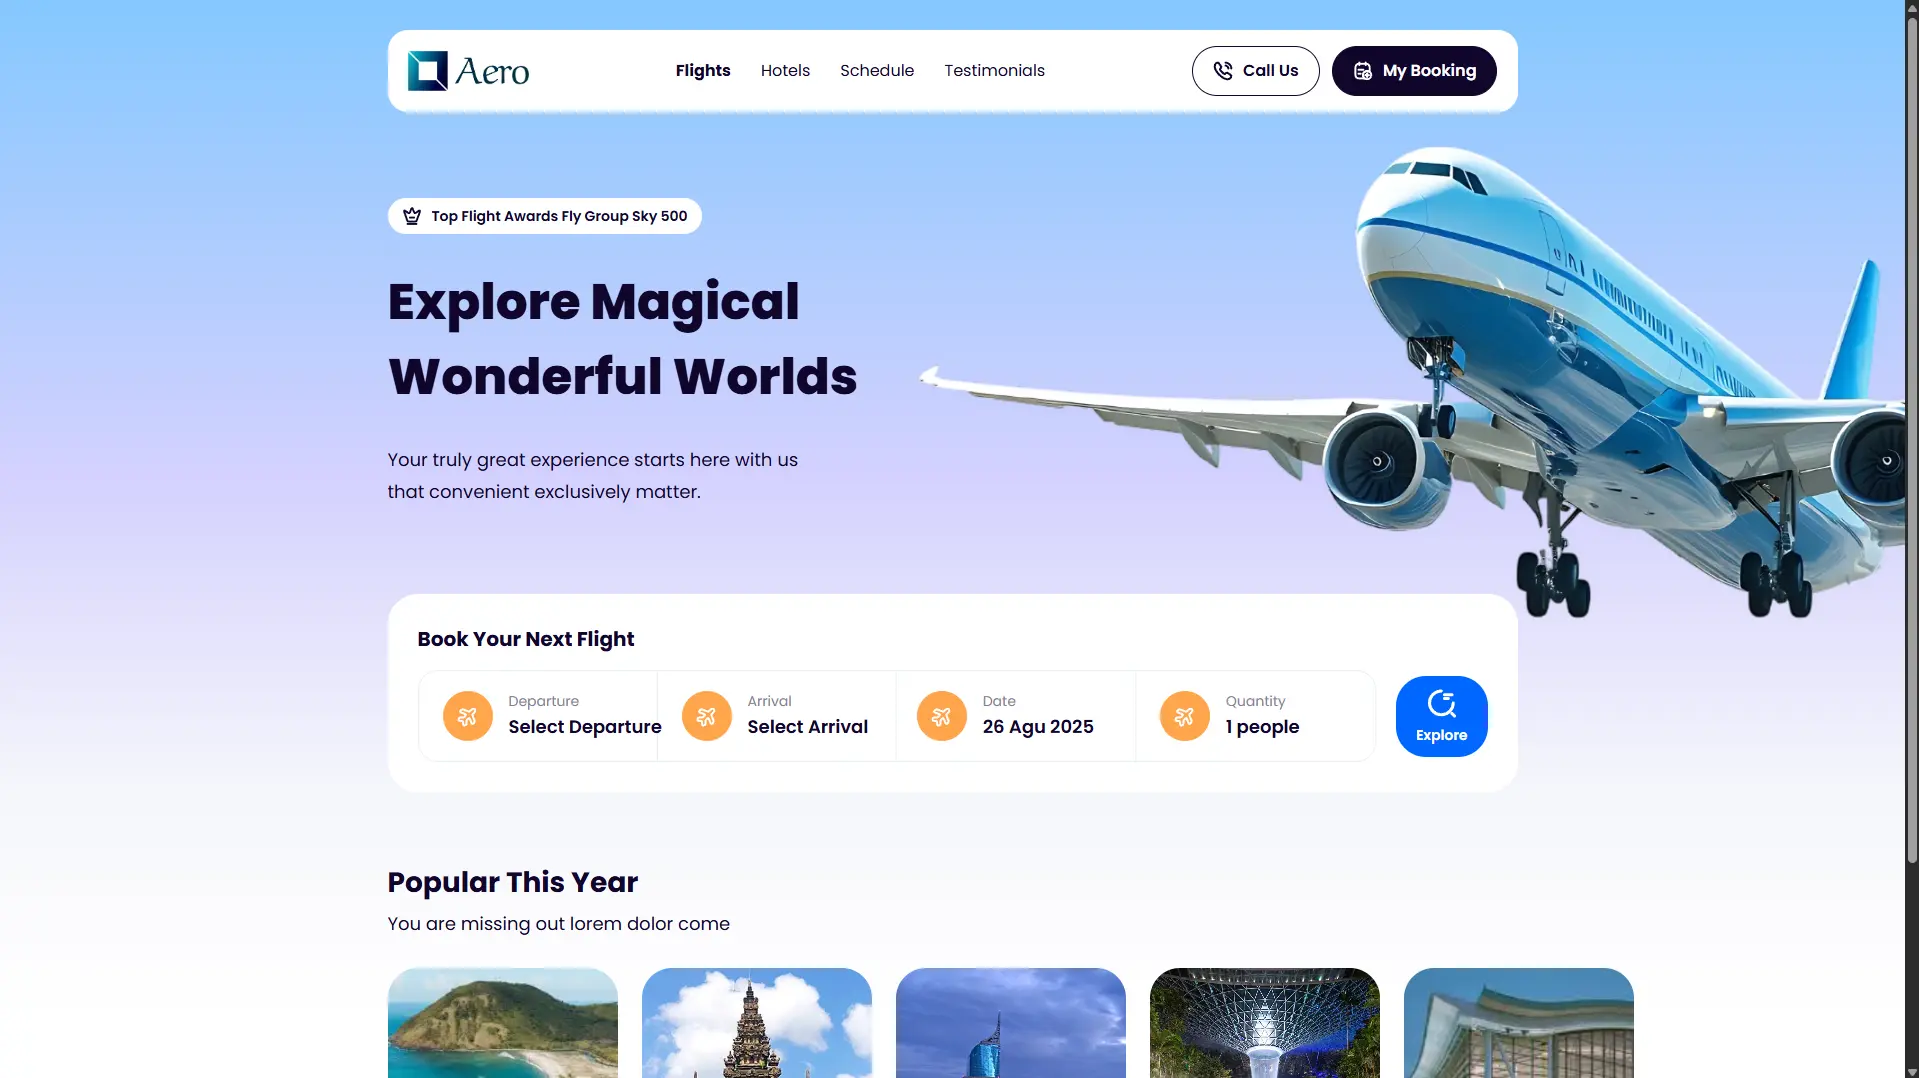 Aero
Flights Hotels Schedule Testimonials
Call Us
My Booking
Top Flight Awards Fly Group Sky 500
Explore Magical
Wonderful Worlds
Your truly great experience starts here with us
that convenient exclusively matter.
Book Your Next Flight
Departure
Select Departure
Arrival
Select Arrival
Date
26 Agu 2025
Quantity
1 people
Explore
Popular This Year
You are missing out lorem dolor come